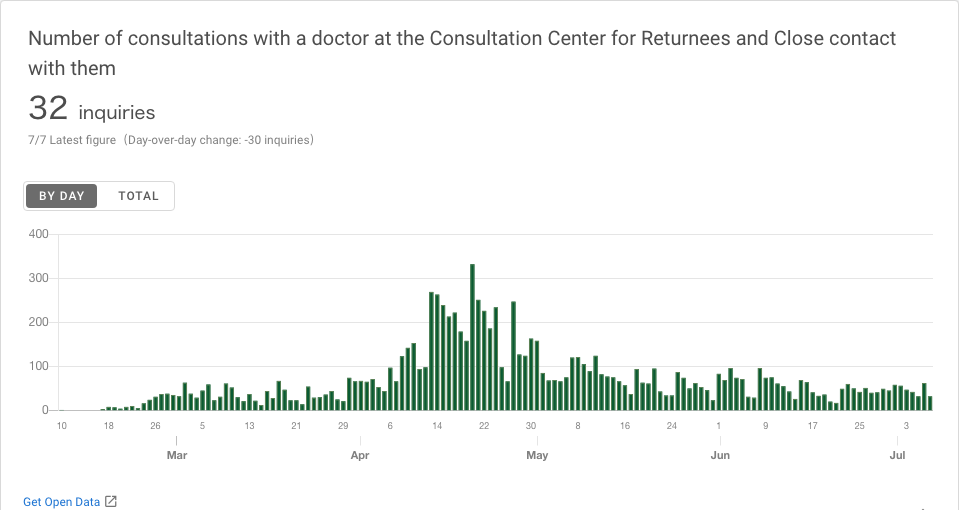 Number of consultations with a doctor at the Consultation Center for Returnees and Close contact
with them
32 inquiries
7/7 Latest figure (Day-over-day change: -30 inquiries)
BY DAY TOTAL
400
300
200
100
0
10 18 26 5 13 21 29 6 14 22 30 8 16 24 1 9 17 25 3
Mar Apr May Jun Jul
Get Open Data